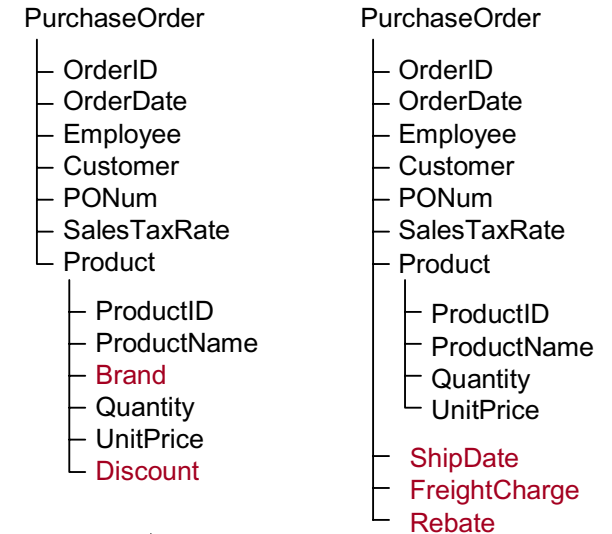 PurchaseOrder
OrderID
OrderDate
Employee
Customer
PONum
SalesTaxRate
Product
ProductID
ProductName
Brand
Quantity
UnitPrice
Discount
PurchaseOrder
OrderID
OrderDate
Employee
Customer
PONum
SalesTaxRate
Product
ProductID
ProductName
Quantity
UnitPrice
ShipDate
FreightCharge
Rebate